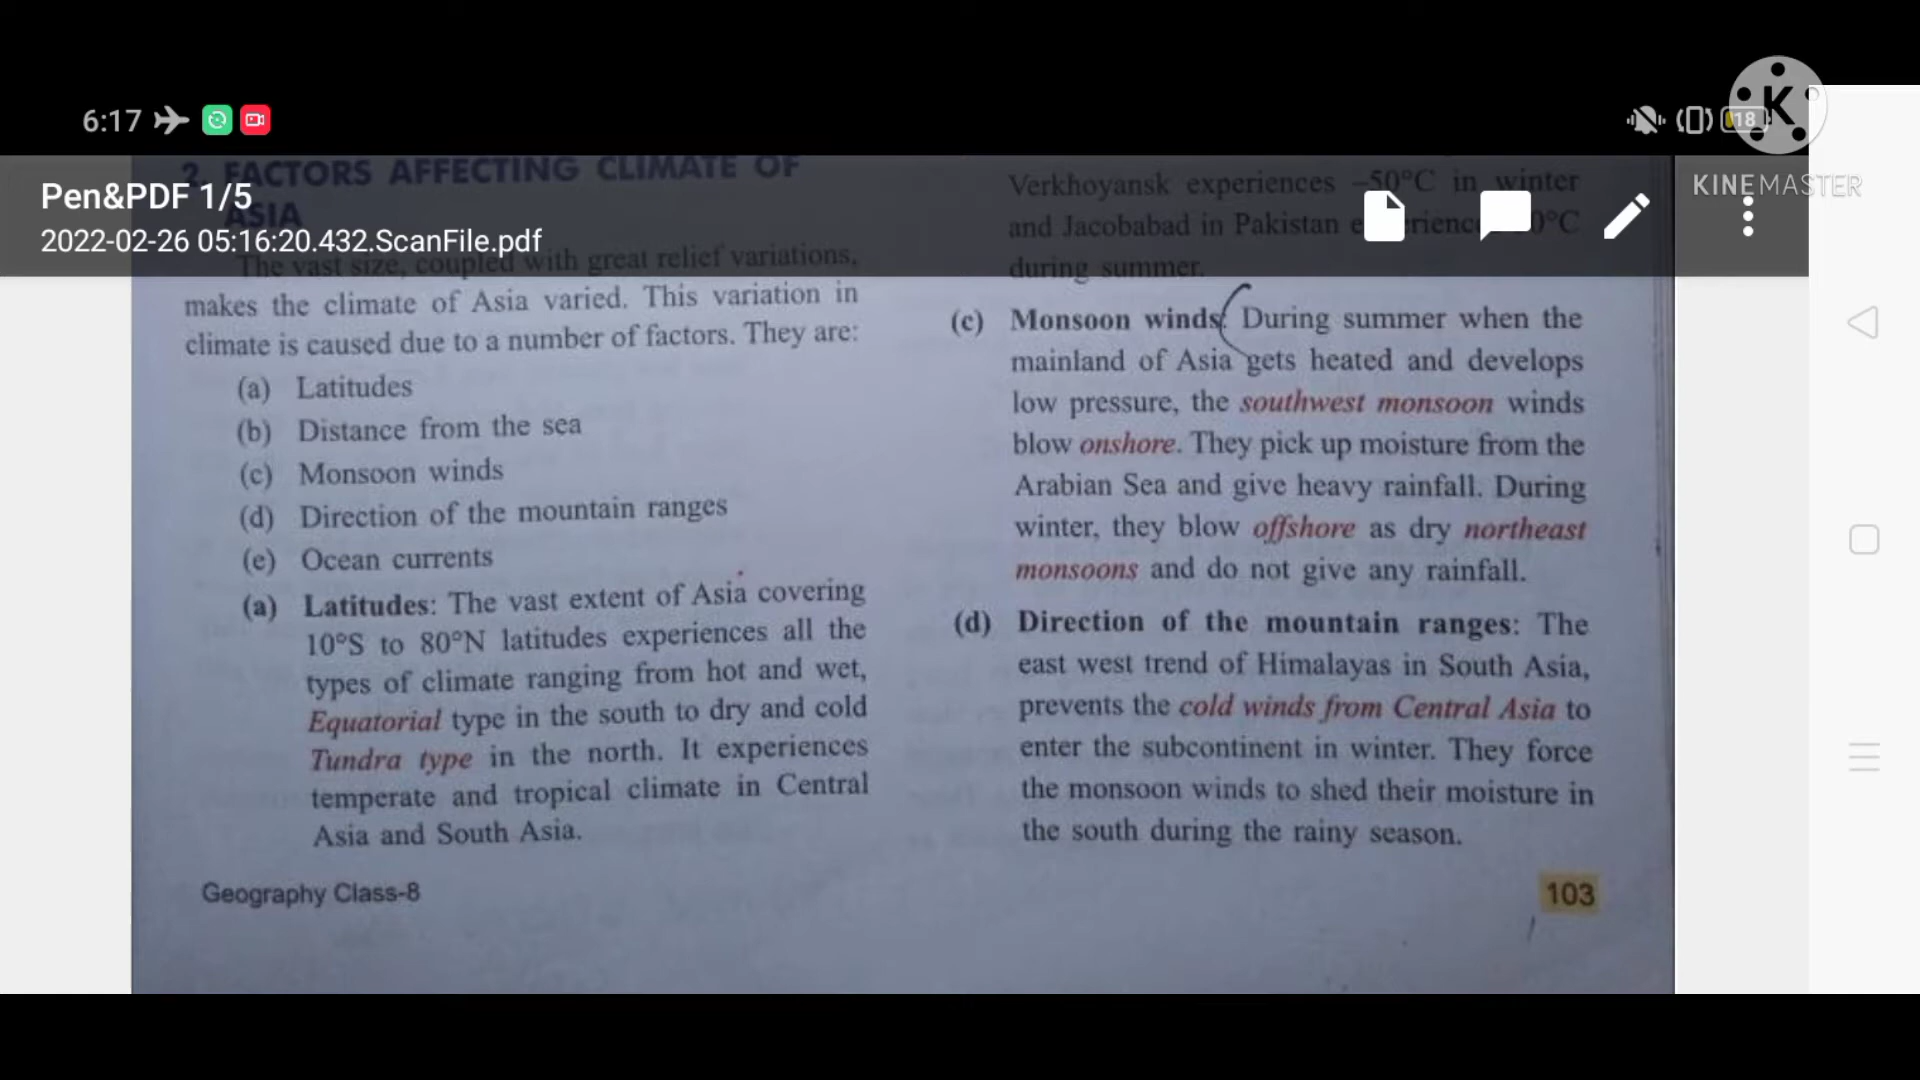 6:17
18
K
KINEMASTER
Pen&PDF 1/5
2022-02-26 05:16:20.432.ScanFile.pdf
2. FACTORS AFFECTING CLIMATE OF
ASIA
The vast size, coupled with great relief variations,
makes the climate of Asia varied. This variation in
climate is caused due to a number of factors. They are:
(a) Latitudes
(b) Distance from the sea
(c) Monsoon winds
(d) Direction of the mountain ranges
(e) Ocean currents
(a) Latitudes: The vast extent of Asia covering
10°S to 80°N latitudes experiences all the
types of climate ranging from hot and wet,
Equatorial type in the south to dry and cold
Tundra type in the north. It experiences
temperate and tropical climate in Central
Asia and South Asia.
Geography Class-8
Verkhoyansk experiences –50°C in winter
and Jacobabad in Pakistan
during summer.
(c) Monsoon winds: During summer when the
mainland of Asia gets heated and develops
low pressure, the southwest monsoon winds
blow onshore. They pick up moisture from the
Arabian Sea and give heavy rainfall. During
winter, they blow offshore as dry northeast
monsoons and do not give any rainfall.
(d) Direction of the mountain ranges: The
east west trend of Himalayas in South Asia,
prevents the cold winds from Central Asia to
enter the subcontinent in winter. They force
the monsoon winds to shed their moisture in
the south during the rainy season.
103